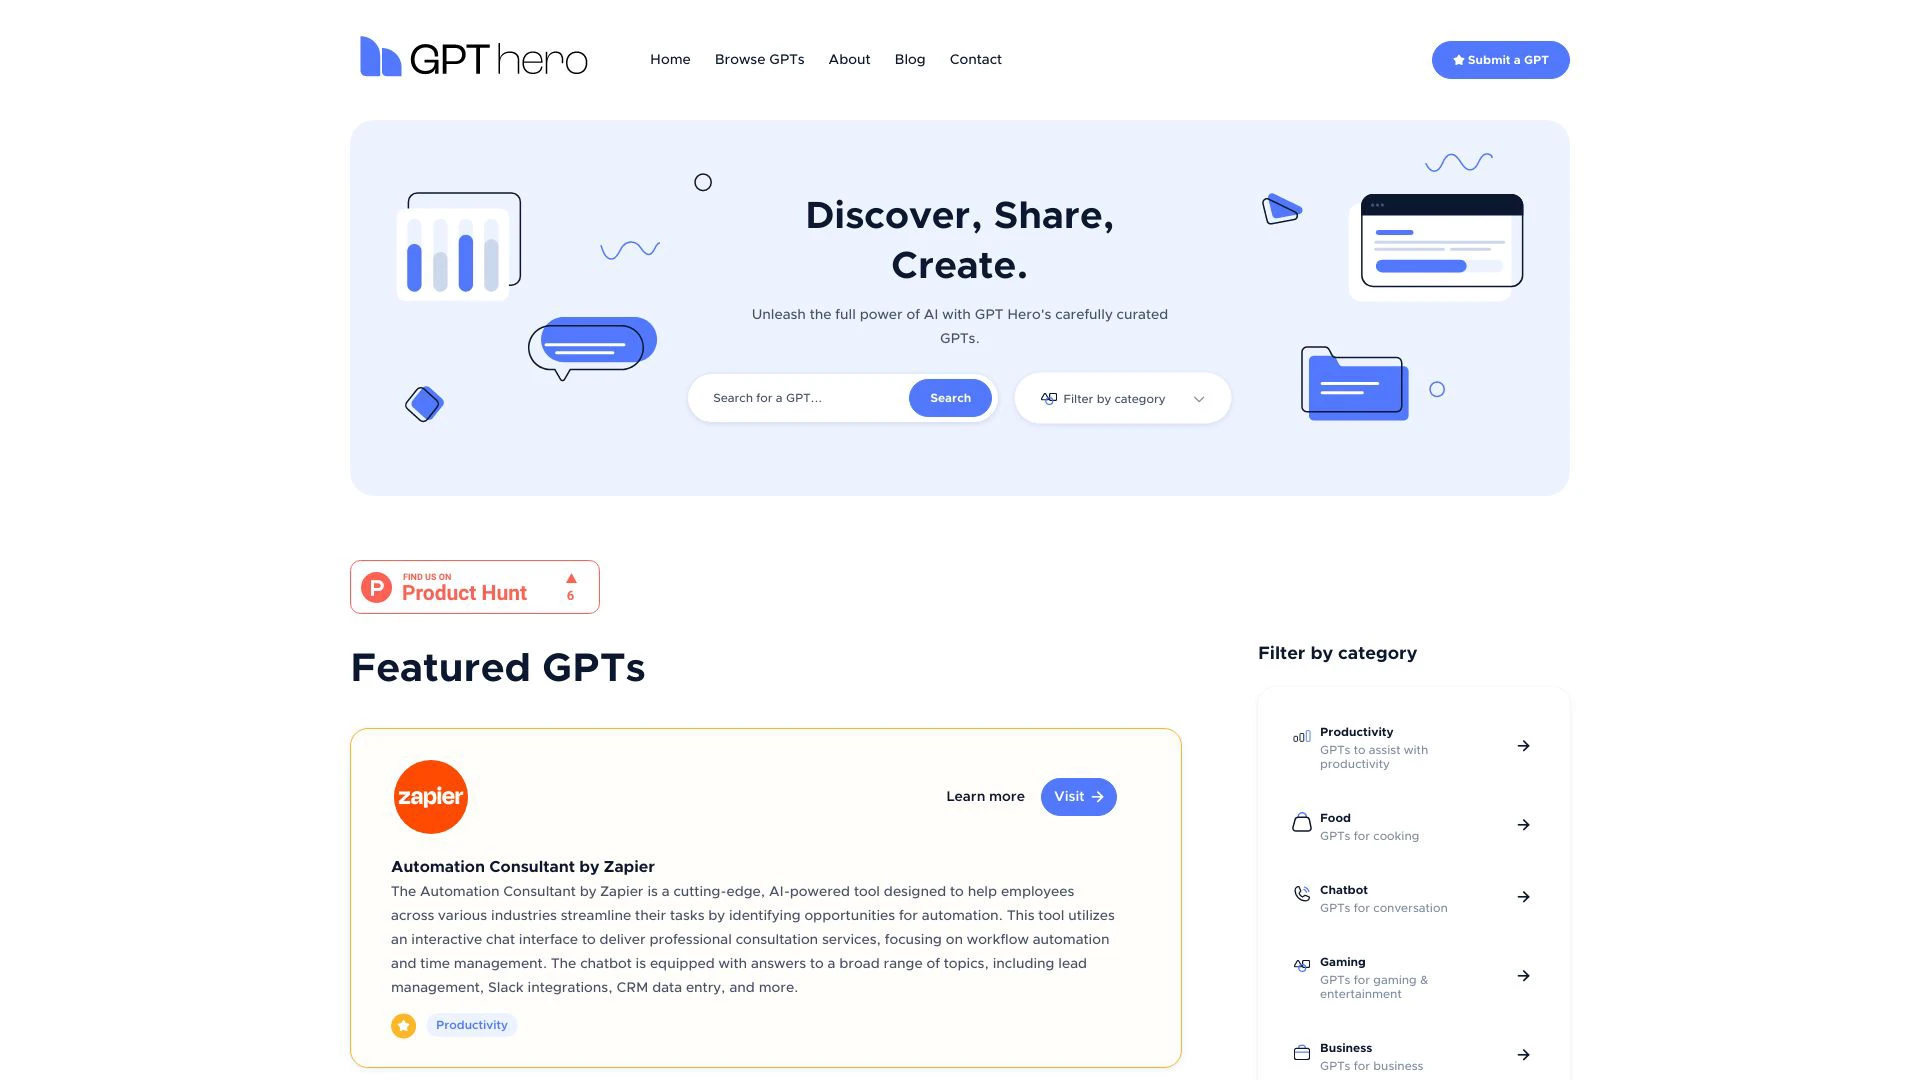 GPT hero
Home
Browse GPTs
About
Blog
Contact
Submit a GPT
Discover, Share,
Create.
Unleash the full power of AI with GPT Hero's carefully curated
GPTs.
Search for a GPT...
Search
Filter by category
FIND US ON
Product Hunt
6
Featured GPTs
zapier
Learn more
Visit
Automation Consultant by Zapier
The Automation Consultant by Zapier is a cutting-edge, AI-powered tool designed to help employees
across various industries streamline their tasks by identifying opportunities for automation. This tool utilizes
an interactive chat interface to deliver professional consultation services, focusing on workflow automation
and time management. The chatbot is equipped with answers to a broad range of topics, including lead
management, Slack integrations, CRM data entry, and more.
Productivity
Filter by category
Productivity
GPTs to assist with
productivity
Food
GPTs for cooking
Chatbot
GPTs for conversation
Gaming
GPTs for gaming &
entertainment
Business
GPTs for business